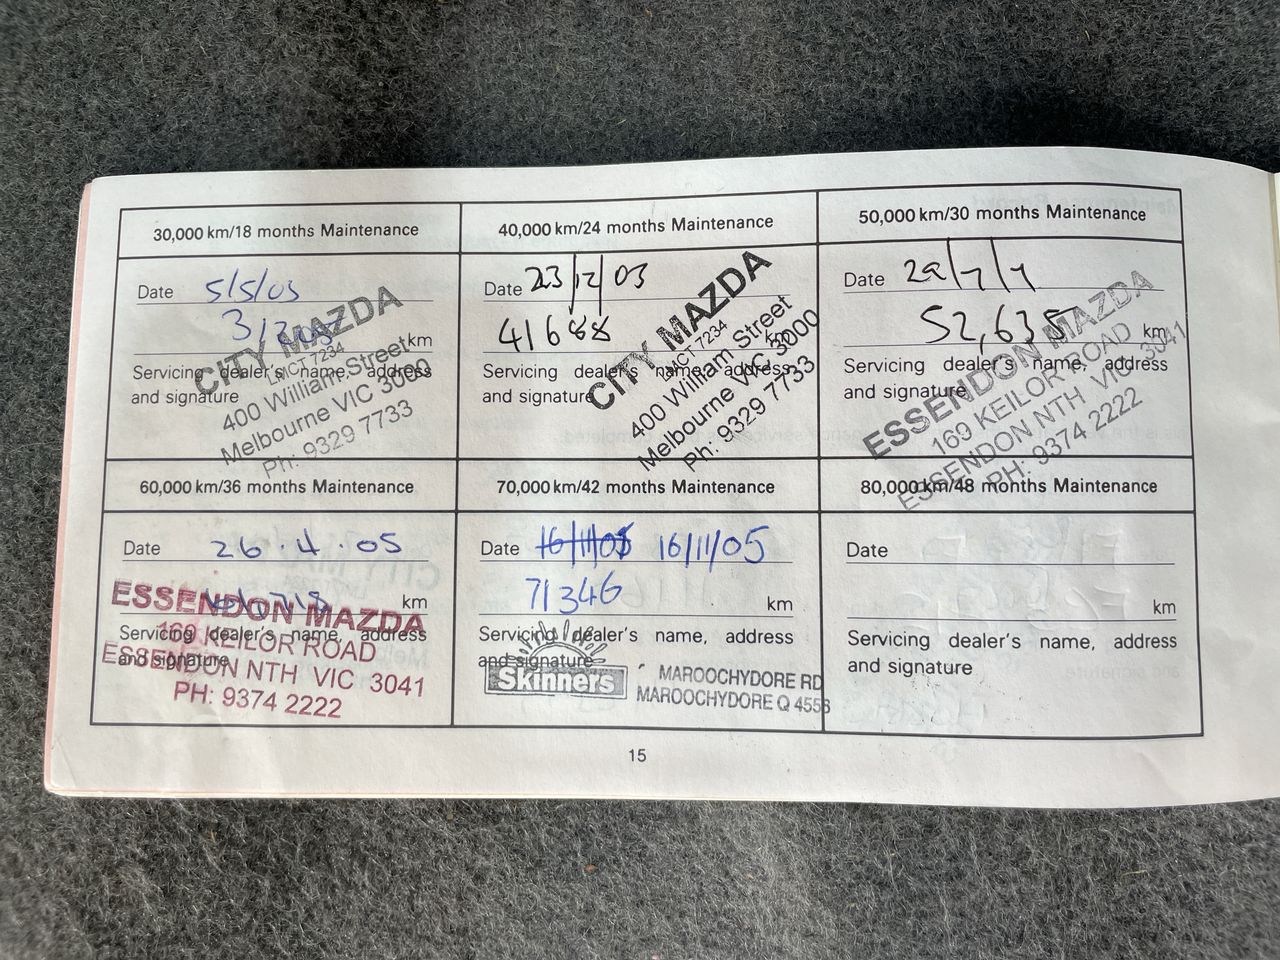 30,000 km/18 months Maintenance
Date 5/5/03
km
Servicing dealer's name, address
and signature
CITY MAZDA
LMCT 7234
400 William Street
Melbourne VIC 3000
Ph: 9329 7733
40,000 km/24 months Maintenance
Date 23/12/03
41688 km
Servicing dealer's name, address
and signature
CITY MAZDA
LMCT 7234
400 William Street
Melbourne VIC 3000
Ph: 9329 7733
50,000 km/30 months Maintenance
Date
52,635 km
Servicing dealer's name, address
and signature
ESSENDON MAZDA
169 KEILOR ROAD
ESSENDON NTH VIC 3041
PH: 9374 2222
60,000 km/36 months Maintenance
Date 26.4.05
km
Servicing dealer's name, address
and signature
ESSENDON MAZDA
169 KEILOR ROAD
ESSENDON NTH VIC 3041
PH: 9374 2222
70,000 km/42 months Maintenance
Date 16/11/05 16/11/05
71346 km
Servicing dealer's name, address
and signature
Skinners
MAROOCHYDORE RD
MAROOCHYDORE Q 4558
80,000 km/48 months Maintenance
Date
km
Servicing dealer's name, address
and signature
15